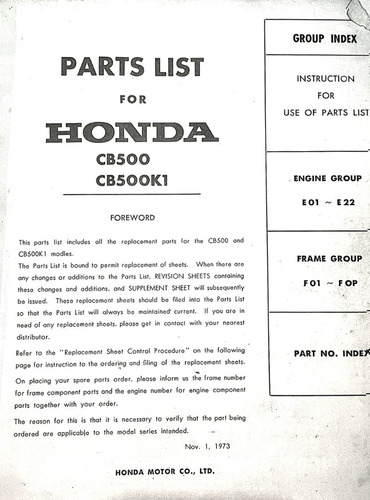 PARTS LIST
FOR
HONDA
CB500
CB500K1
FOREWORD
This parts list includes all the replacement parts for the CB500 and
CB500K1 modles.
The Parts List is bound to permit replacement of sheets. When there are
any changes or additions to the Parts List, REVISION SHEETS containing
these changes and additions, and SUPPLEMENT SHEET will subsequently
be issued. These replacement sheets should be filed into the Parts List
so that the Parts List will always be maintained current. If you are in
need of any replacement sheets, please get in contact with your nearest
distributor.
Refer to the "Replacement Sheet Control Procedure" on the following
page for instruction to the ordering and filing of the replacement sheets.
On placing your spare parts order, please inform us the frame number
for frame component parts and the engine number for engine component
parts together with your order.
The reason for this is that it is necessary to verify that the part being
ordered are applicable to the model series intended.
Nov. 1, 1973
HONDA MOTOR CO., LTD.
GROUP INDEX
INSTRUCTION
FOR
USE OF PARTS LIST
ENGINE GROUP
E01 ~ E22
FRAME GROUP
F01 ~ FOP
PART NO. INDEX